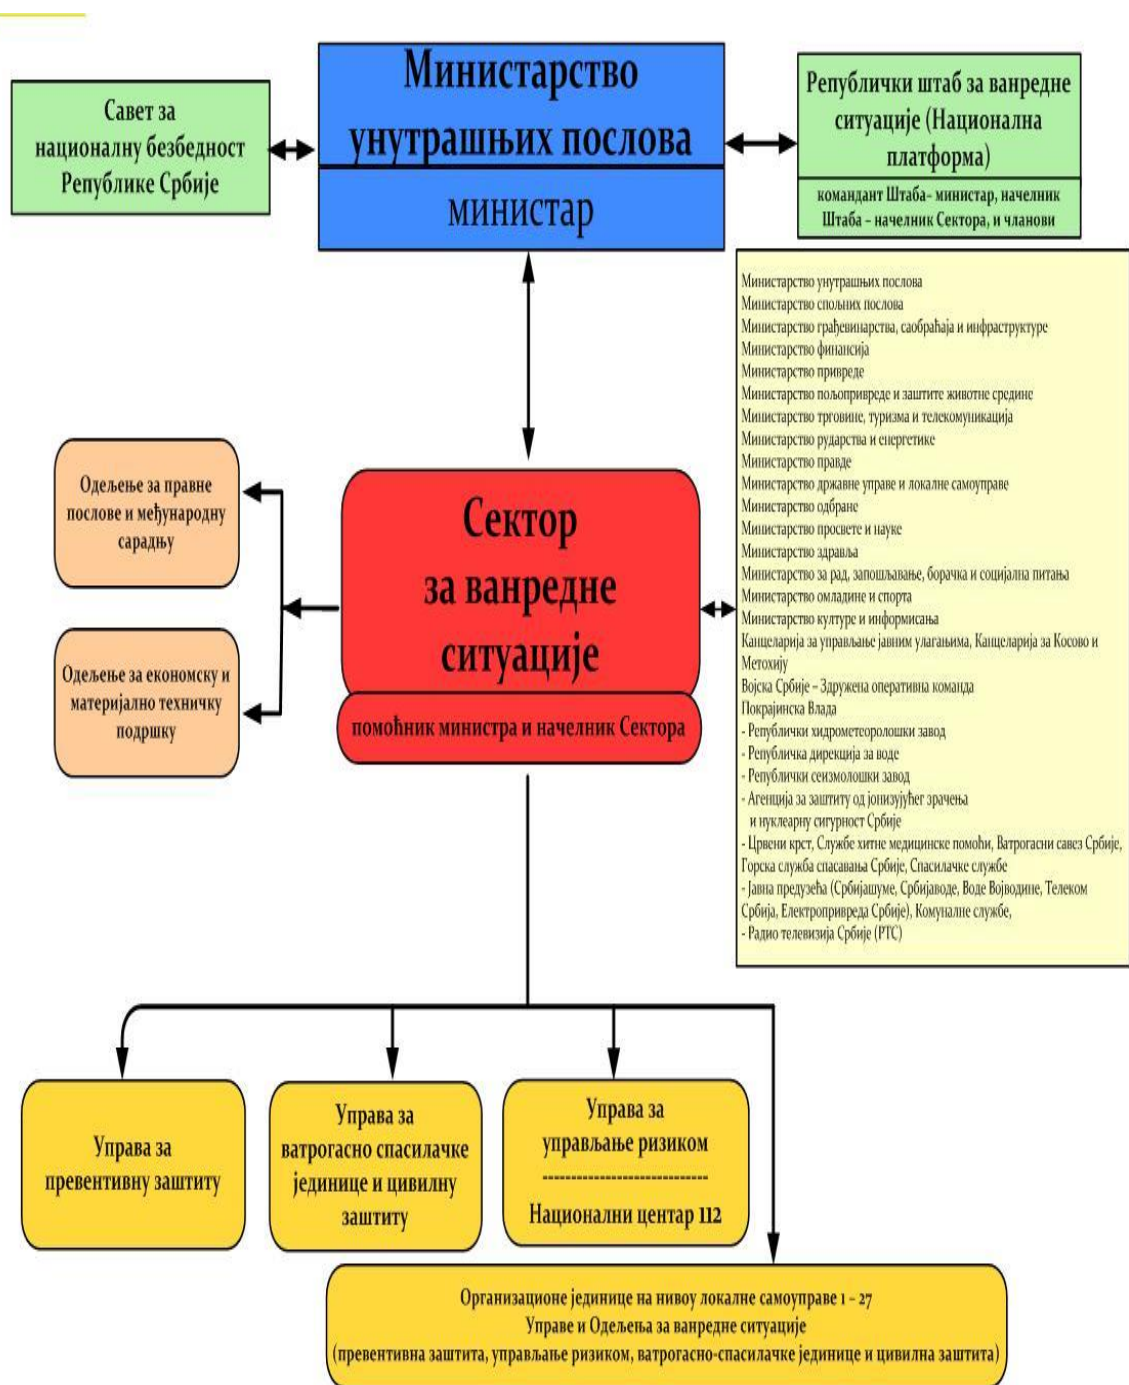 Министарство
унутрашњих послова
министар
Савет за
националну безбедност
Републике Србије
Републички штаб за ванредне
ситуације (Национална
платформа)
командант Штаба– министар, начелник
Штаба – начелник Сектора, и чланови
Министарство унутрашњих послова
Министарство спољних послова
Министарство грађевинарства, саобраћаја и инфраструктуре
Министарство финансија
Министарство привреде
Министарство пољопривреде и заштите животне средине
Министарство трговине, туризма и телекомуникација
Министарство рударства и енергетике
Министарство правде
Министарство државне управе и локалне самоуправе
Министарство одбране
Министарство просвете и науке
Министарство здравља
Министарство за рад, запошљавање, борачка и социјална питања
Министарство омладине и спорта
Министарство културе и информисања
Канцеларија за управљање јавним улагањима, Канцеларија за Косово и
Метохију
Војска Србије – Здружена оперативна команда
Покрајинска Влада
- Републички хидрометеоролошки завод
- Републичка дирекција за воде
- Републички сеизмолошки завод
- Агенција за заштиту од јонизујућег зрачења
и нуклеарну сигурност Србије
- Црвени крст, Службе хитне медицинске помоћи, Ватрогасни савез Србије,
Горска служба спасавања Србије, Спасилачке службе
- Јавна предузећа (Србијашуме, Србијаводе, Воде Војводине, Телеком
Србија, Електропривреда Србије), Комуналне службе,
- Радио телевизија Србије (РТС)
Одељење за правне
послове и међународну
сарадњу
Одељење за економску и
материјално техничку
подршку
Сектор
за ванредне
ситуације
помоћник министра и начелник Сектора
Управа за
превентивну заштиту
Управа за
ватрогасно спасилачке
јединице и цивилну
заштиту
Управа за
управљање ризиком
-----------------------------
Национални центар 112
Организационе јединице на нивоу локалне самоуправе 1 – 27
Управе и Одељења за ванредне ситуације
(превентивна заштита, управљање ризиком, ватрогасно-спасилачке јединице и цивилна заштита)